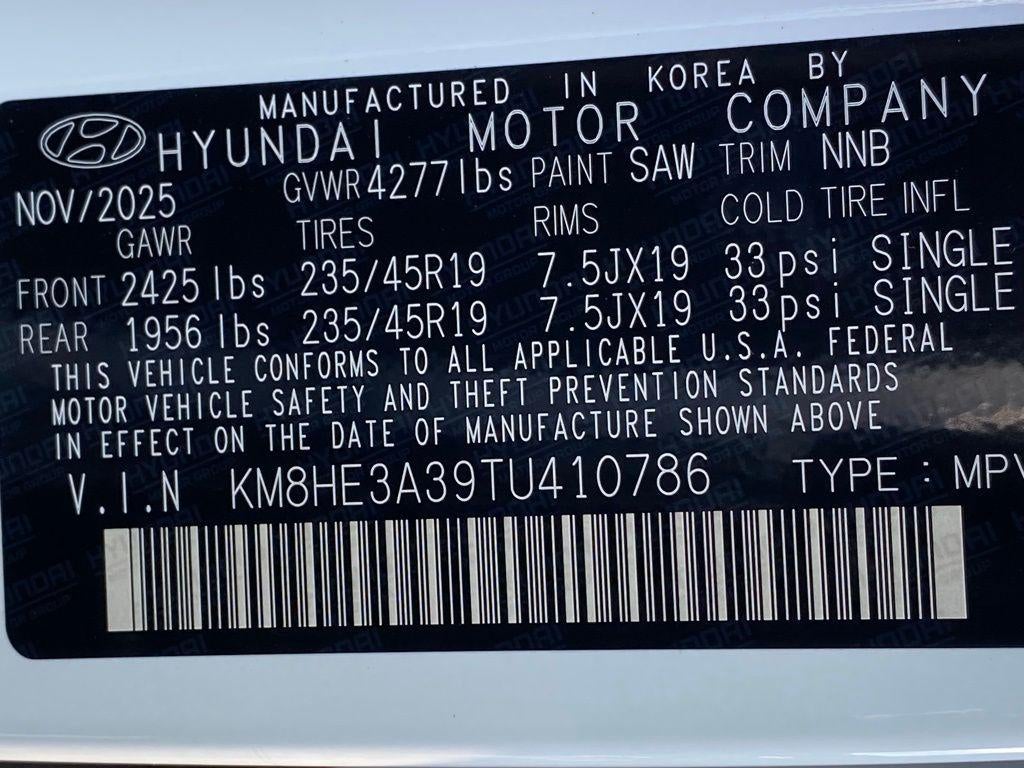 MANUFACTURED IN KOREA BY
HYUNDAI MOTOR COMPANY
NOV/2025 GVWR 4277 lbs PAINT SAW TRIM NNB
GAWR TIRES RIMS COLD TIRE INFL
FRONT 2425 lbs 235/45R19 7.5JX19 33psi SINGLE
REAR 1956 lbs 235/45R19 7.5JX19 33psi SINGLE
THIS VEHICLE CONFORMS TO ALL APPLICABLE U.S.A. FEDERAL
MOTOR VEHICLE SAFETY AND THEFT PREVENTION STANDARDS
IN EFFECT ON THE DATE OF MANUFACTURE SHOWN ABOVE
V.I.N KM8HE3A39TU410786 TYPE : MPV